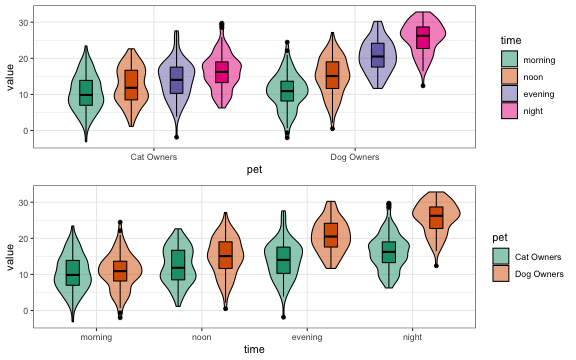 30
20
10
0
value
Cat Owners
Dog Owners
pet
time
morning
noon
evening
night
30
20
10
0
value
morning
noon
evening
night
time
pet
Cat Owners
Dog Owners